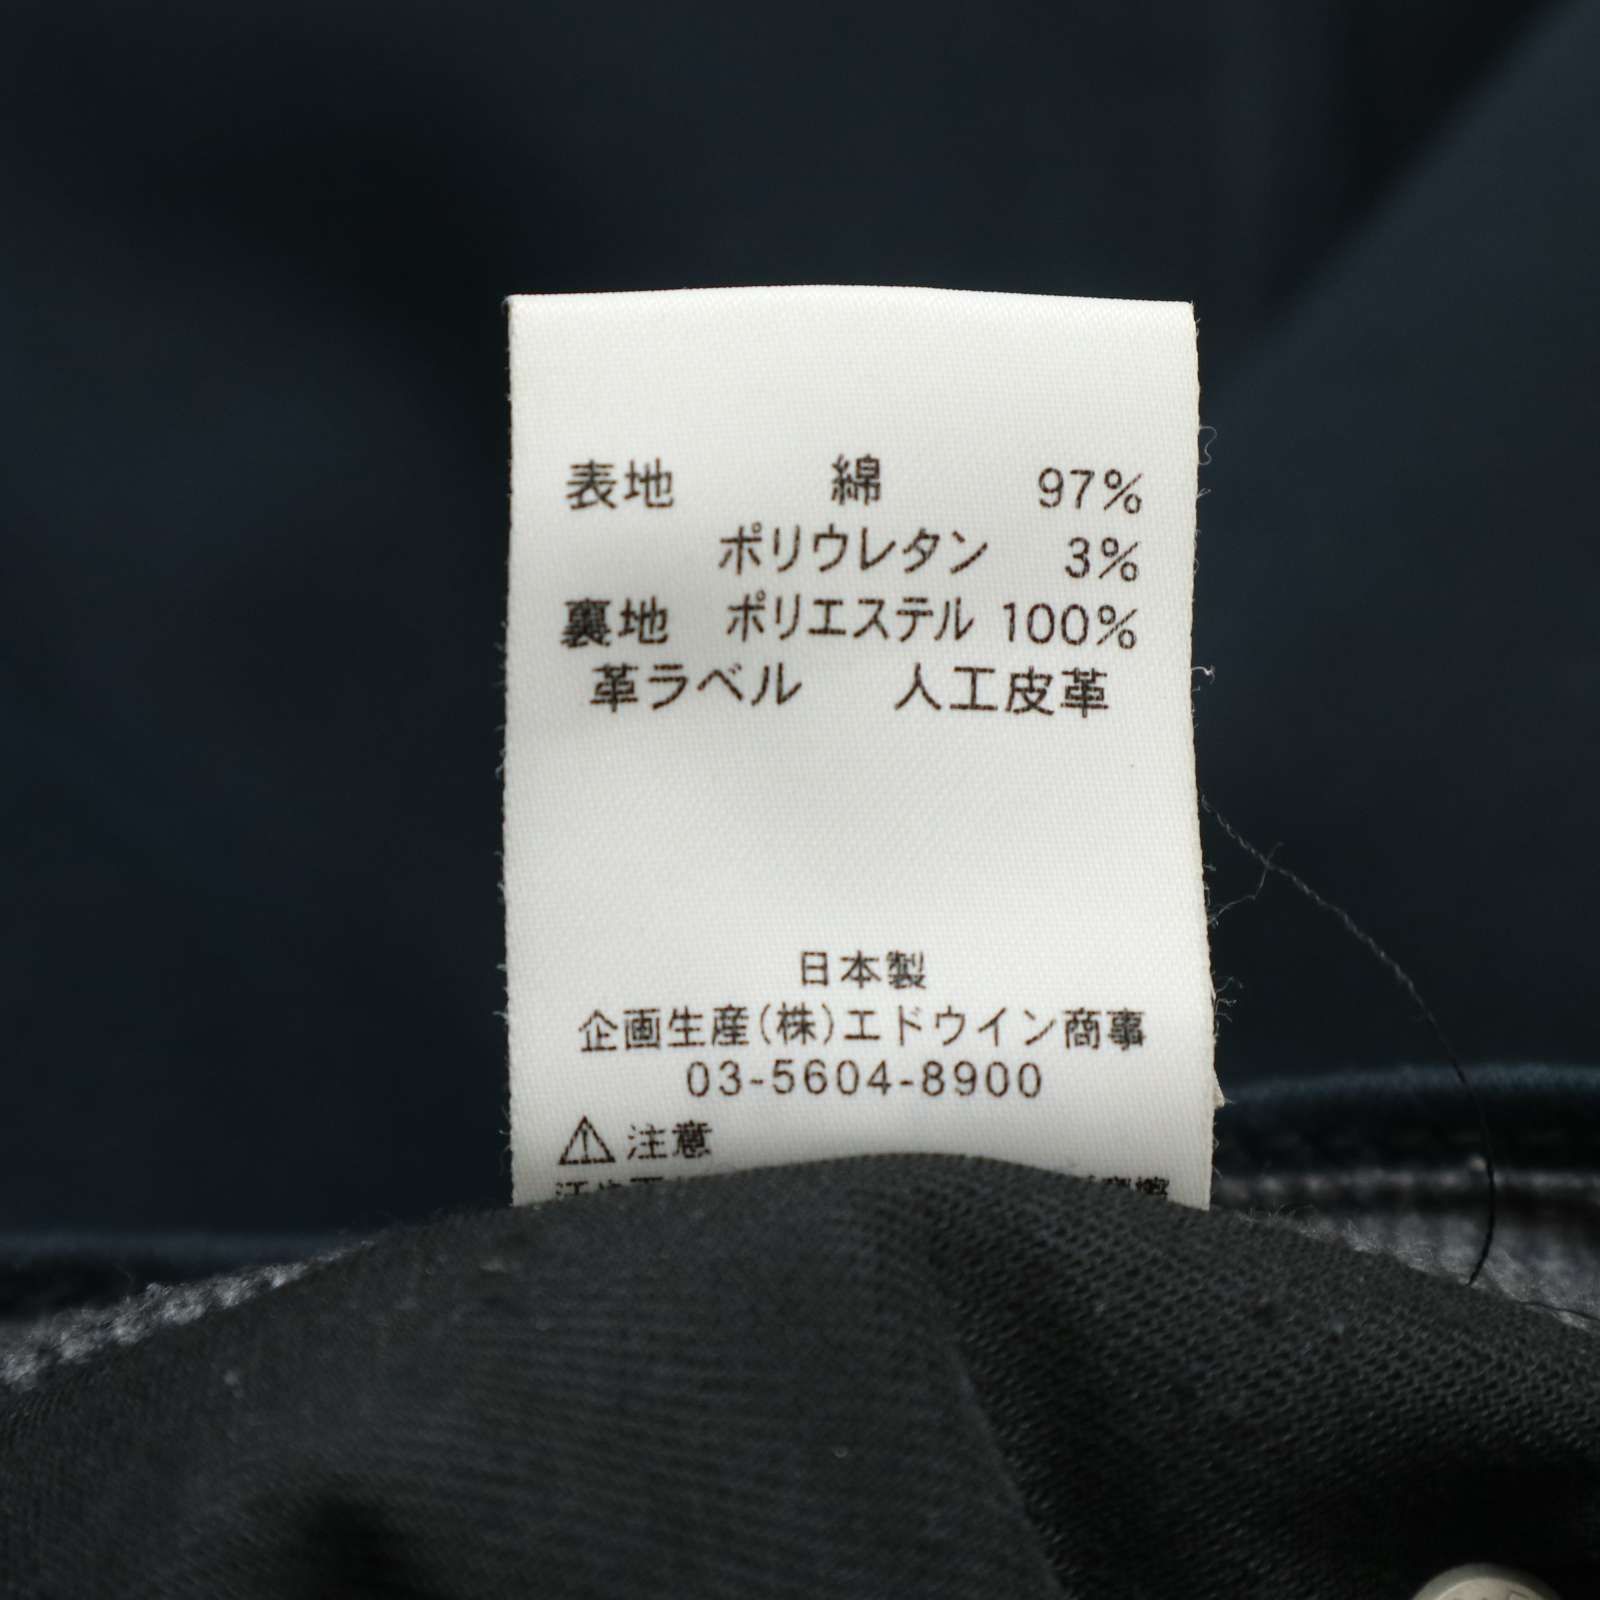 表地 綿 97%
ポリウレタン 3%
裏地 ポリエステル 100%
革ラベル 人工皮革
日本製
企画生産(株)エドウイン商事
03-5604-8900
注意